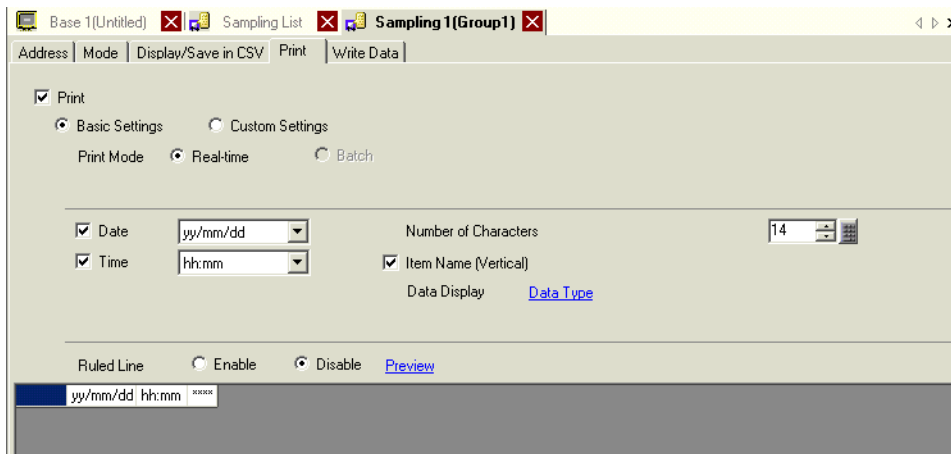 Base 1(Untitled) Sampling List Sampling 1(Group1)
Address Mode Display/Save in CSV Print Write Data
Print
Basic Settings Custom Settings
Print Mode Real-time Batch
Date yy/mm/dd Number of Characters 14
Time hh:mm Item Name (Vertical)
Data Display Data Type
Ruled Line Enable Disable Preview
yy/mm/dd hh:mm ****